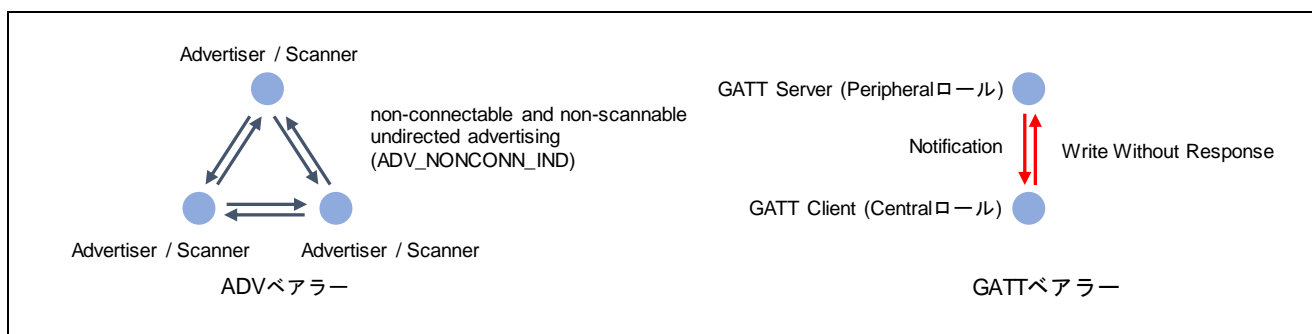 Advertiser / Scanner
non-connectable and non-scannable
undirected advertising
(ADV_NONCONN_IND)
Advertiser / Scanner
Advertiser / Scanner
ADVベアラー
GATT Server (Peripheralロール)
Notification
Write Without Response
GATT Client (Centralロール)
GATTベアラー